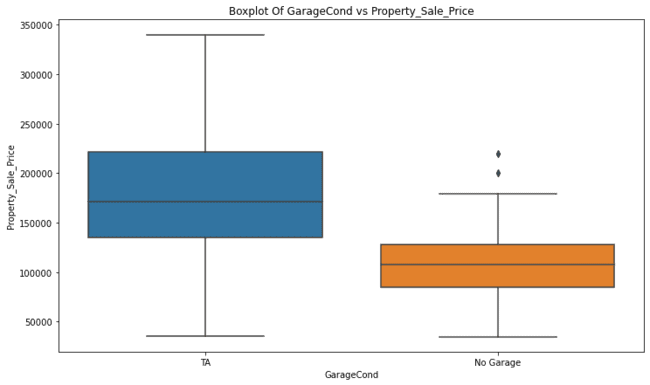 Boxplot Of GarageCond vs Property_Sale_Price
Property_Sale_Price
350000
300000
250000
200000
150000
100000
50000
TA
No Garage
GarageCond